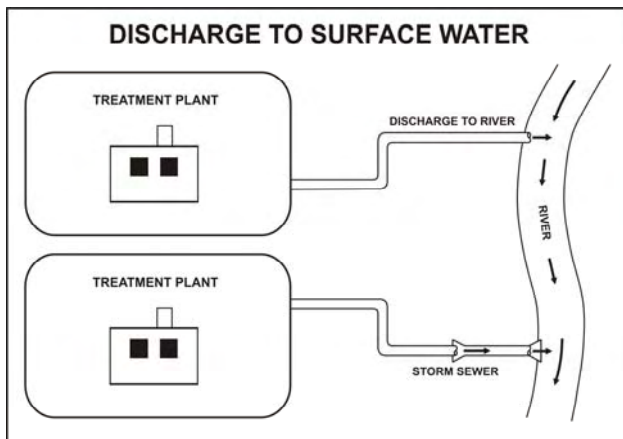 DISCHARGE TO SURFACE WATER
TREATMENT PLANT
DISCHARGE TO RIVER
RIVER
TREATMENT PLANT
STORM SEWER